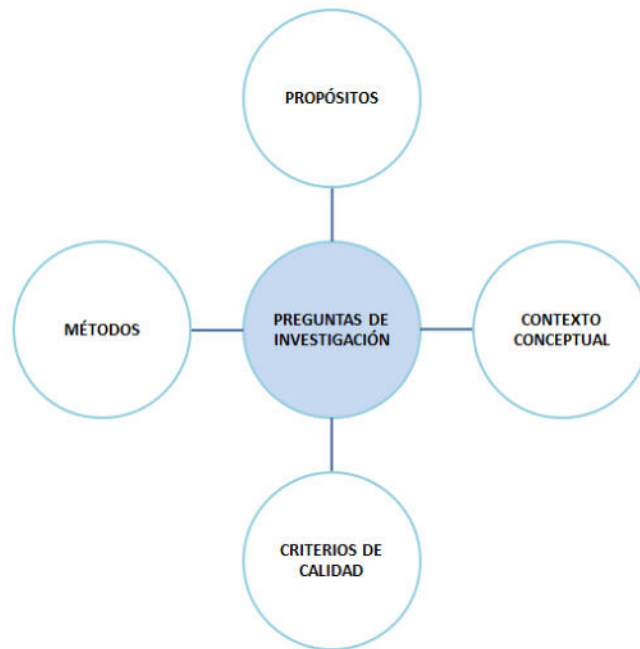 PROPÓSITOS
MÉTODOS
PREGUNTAS DE
INVESTIGACIÓN
CONTEXTO
CONCEPTUAL
CRITERIOS DE
CALIDAD